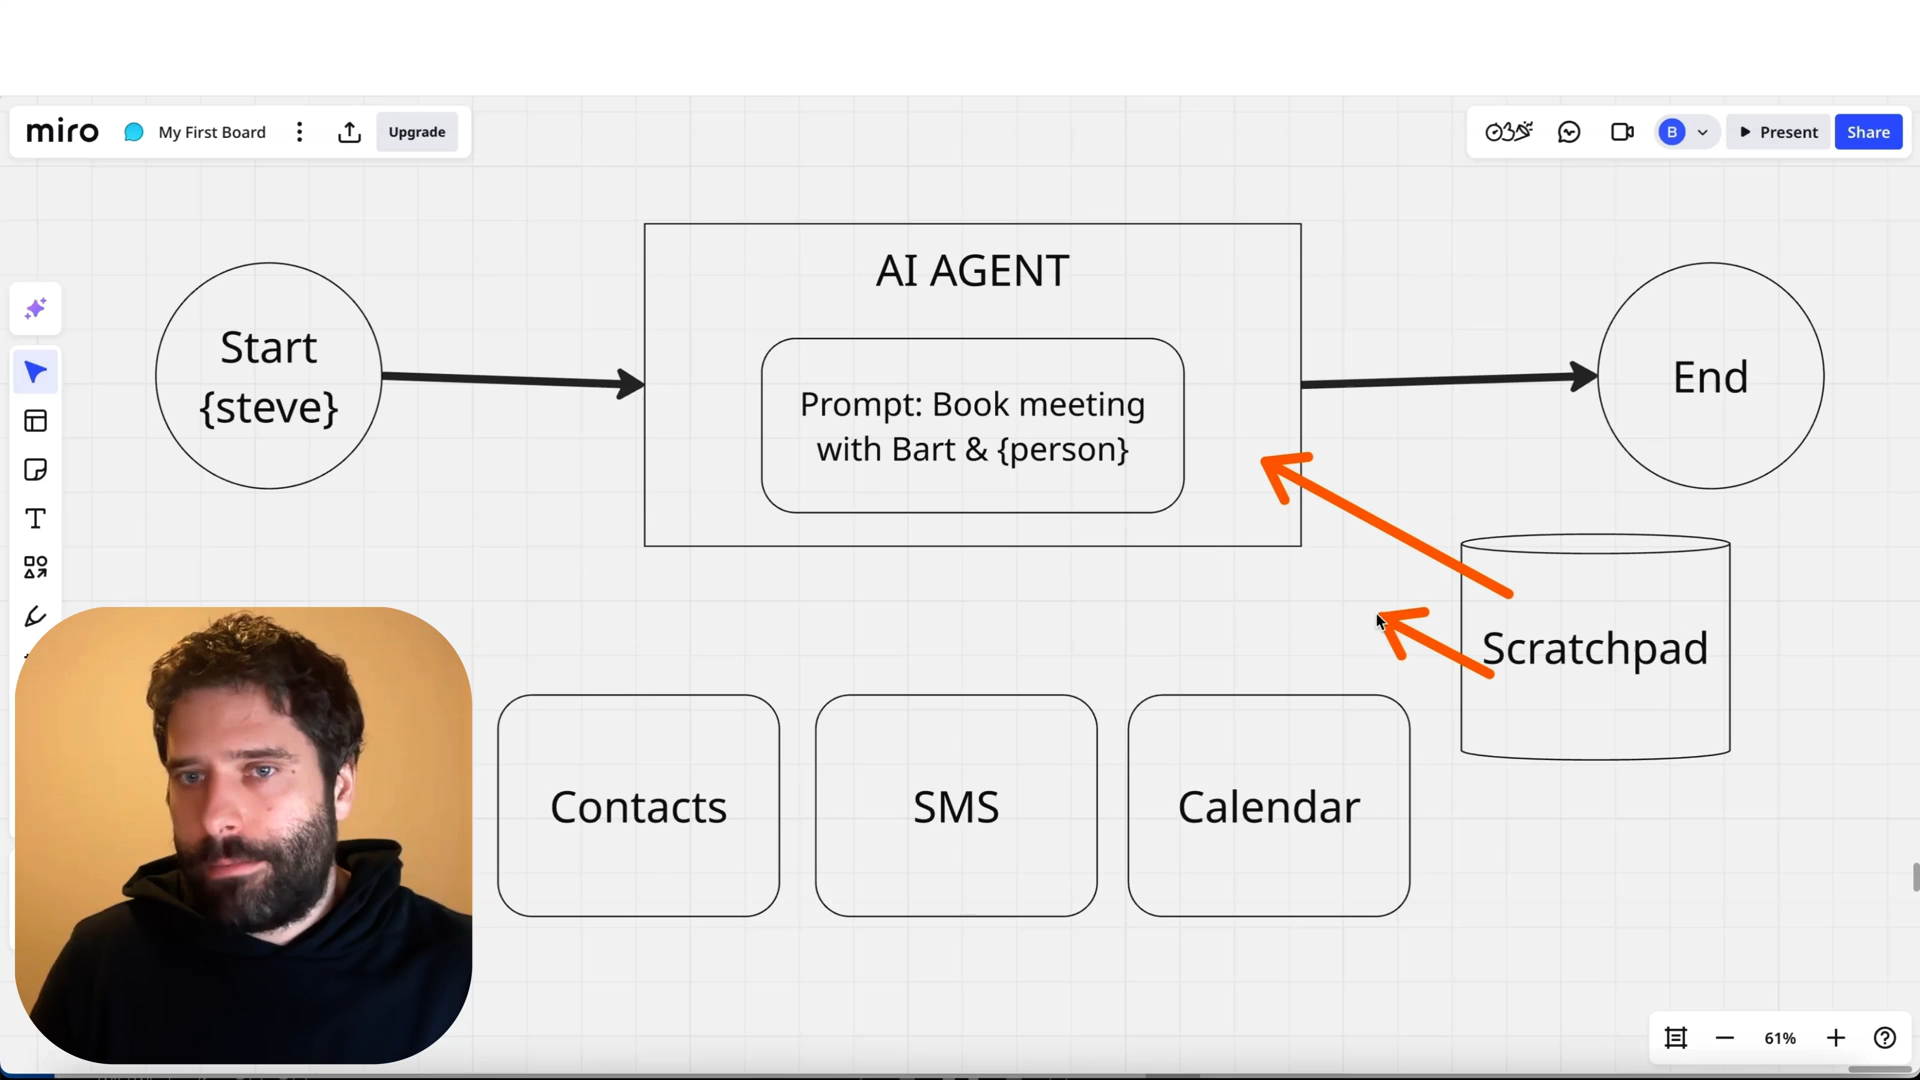 miro
My First Board
Upgrade
B
Present
Share
AI AGENT
Start
{steve}
Prompt: Book meeting
with Bart & {person}
End
Scratchpad
Contacts
SMS
Calendar
61%